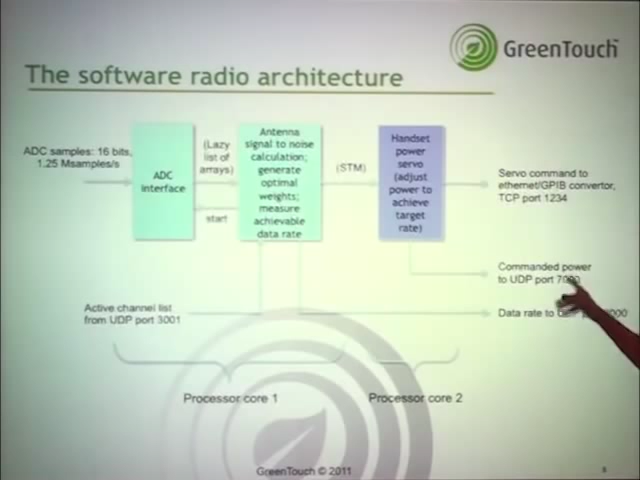 GreenTouch
The software radio architecture
ADC samples: 16 bits,
1.25 Msamples/s
ADC
interface
(Lazy
list of
arrays)
start
Antenna
signal to noise
calculation;
generate
optimal
weights;
measure
achievable
data rate
(STM)
Handset
power
servo
(adjust
power to
achieve
target
rate)
Servo command to
ethernet/GPIB convertor,
TCP port 1234
Commanded power
to UDP port
Data rate to
Active channel list
from UDP port 3001
Processor core 1
Processor core 2
GreenTouch © 2011